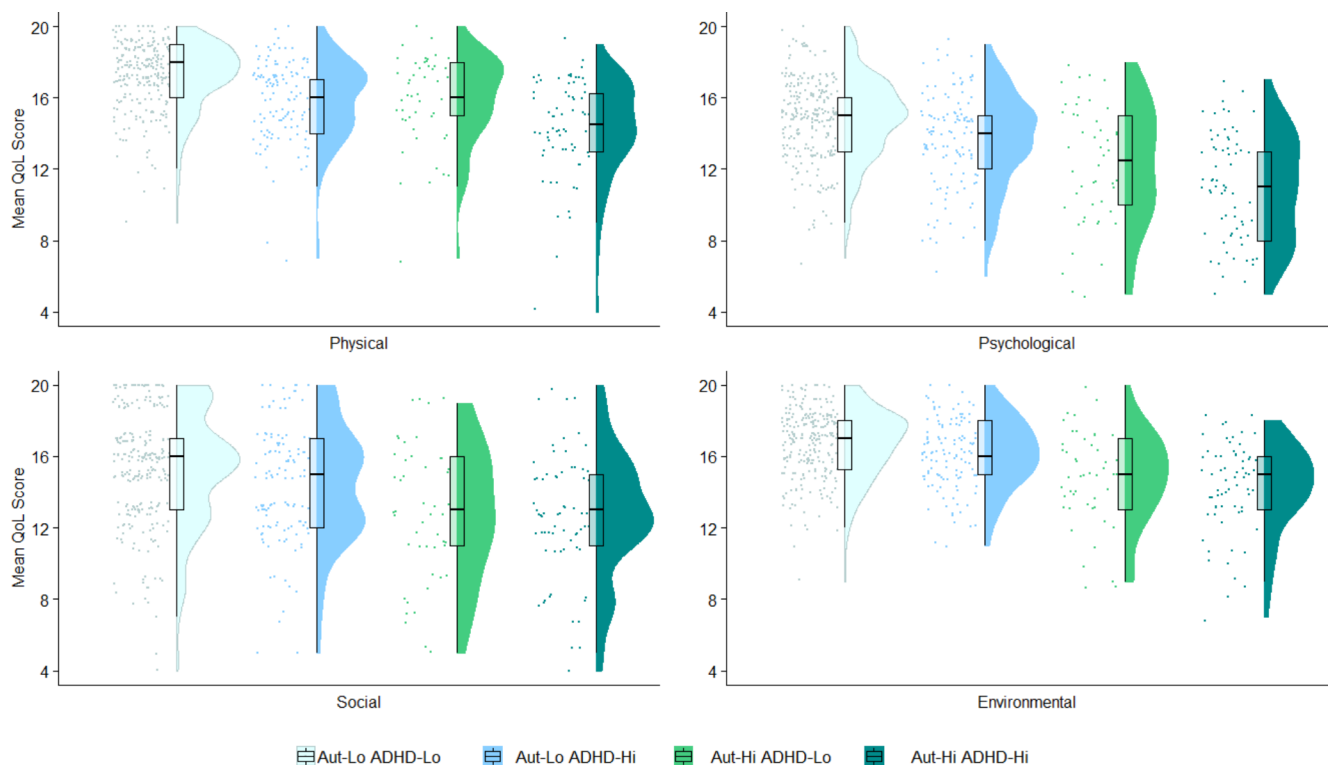 20
16
12
8
4
Mean QoL Score
Physical
Psychological
20
16
12
8
4
20
16
12
8
4
Mean QoL Score
Social
20
16
12
8
4
Environmental
Aut-Lo ADHD-Lo Aut-Lo ADHD-Hi Aut-Hi ADHD-Lo Aut-Hi ADHD-Hi